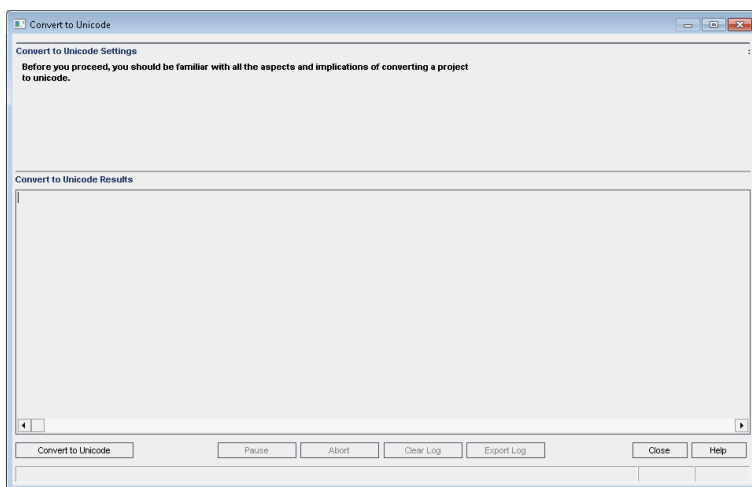 Convert to Unicode
Convert to Unicode Settings
Before you proceed, you should be familiar with all the aspects and implications of converting a project
to unicode.
Convert to Unicode Results
Convert to Unicode
Pause
Abort
Clear Log
Export Log
Close
Help